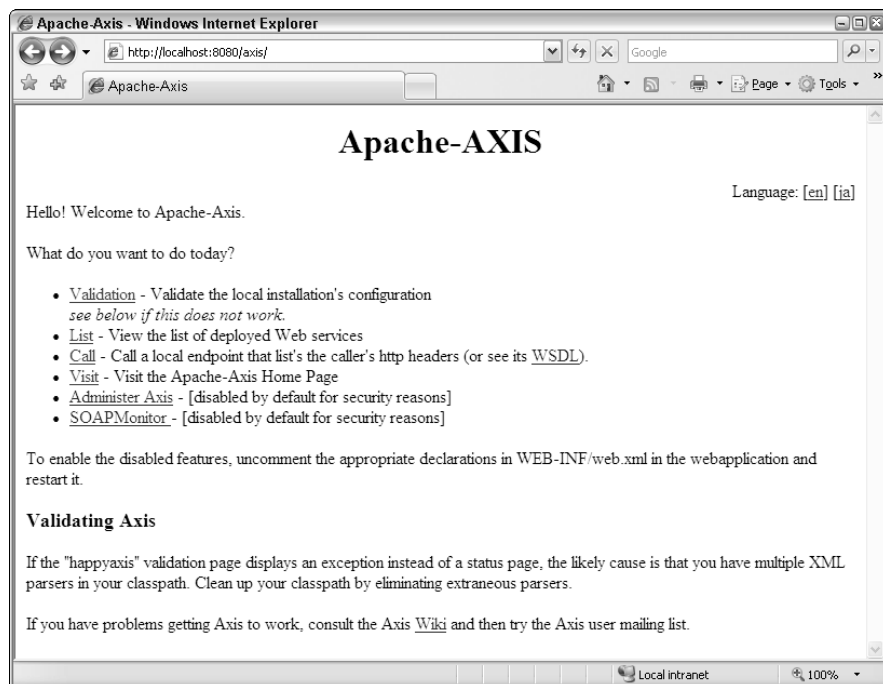 Apache-Axis - Windows Internet Explorer
http://localhost:8080/axis/
Google
Apache-Axis
Page
Tools
Apache-AXIS
Language: [en] [ja]
Hello! Welcome to Apache-Axis.
What do you want to do today?
• Validation - Validate the local installation's configuration
see below if this does not work.
• List - View the list of deployed Web services
• Call - Call a local endpoint that list's the caller's http headers (or see its WSDL).
• Visit - Visit the Apache-Axis Home Page
• Administer Axis - [disabled by default for security reasons]
• SOAPMonitor - [disabled by default for security reasons]
To enable the disabled features, uncomment the appropriate declarations in WEB-INF/web.xml in the webapplication and
restart it.
Validating Axis
If the "happyaxis" validation page displays an exception instead of a status page, the likely cause is that you have multiple XML
parsers in your classpath. Clean up your classpath by eliminating extraneous parsers.
If you have problems getting Axis to work, consult the Axis Wiki and then try the Axis user mailing list.
Local intranet
100%